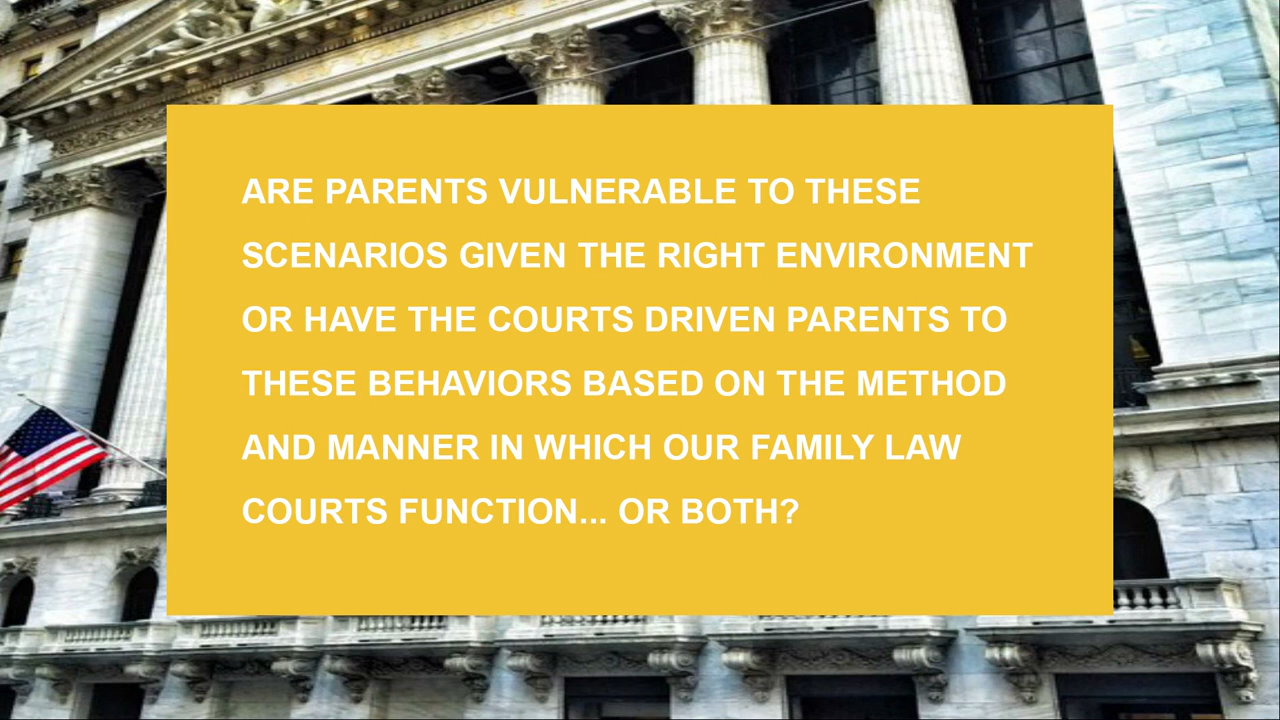 ARE PARENTS VULNERABLE TO THESE
SCENARIOS GIVEN THE RIGHT ENVIRONMENT
OR HAVE THE COURTS DRIVEN PARENTS TO
THESE BEHAVIORS BASED ON THE METHOD
AND MANNER IN WHICH OUR FAMILY LAW
COURTS FUNCTION... OR BOTH?